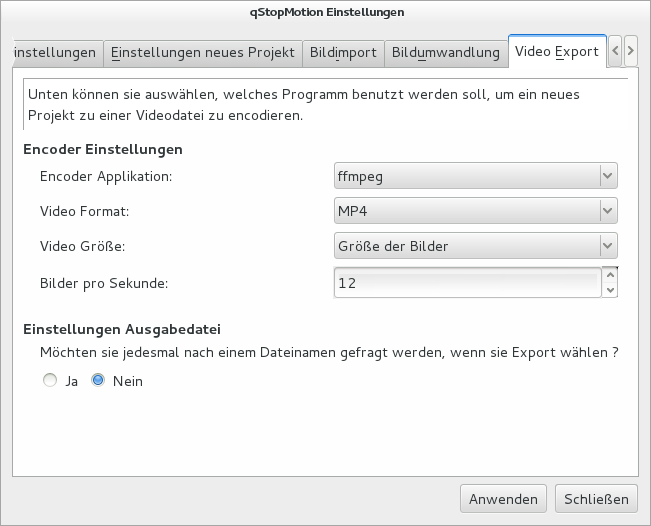 qStopMotion Einstellungen
instellungen Einstellungen neues Projekt Bildimport Bildumwandlung Video Export
Unten können sie auswählen, welches Programm benutzt werden soll, um ein neues
Projekt zu einer Videodatei zu encodieren.
Encoder Einstellungen
Encoder Applikation: ffmpeg
Video Format: MP4
Video Größe: Größe der Bilder
Bilder pro Sekunde: 12
Einstellungen Ausgabedatei
Möchten sie jedesmal nach einem Dateinamen gefragt werden, wenn sie Export wählen ?
Ja Nein
Anwenden Schließen